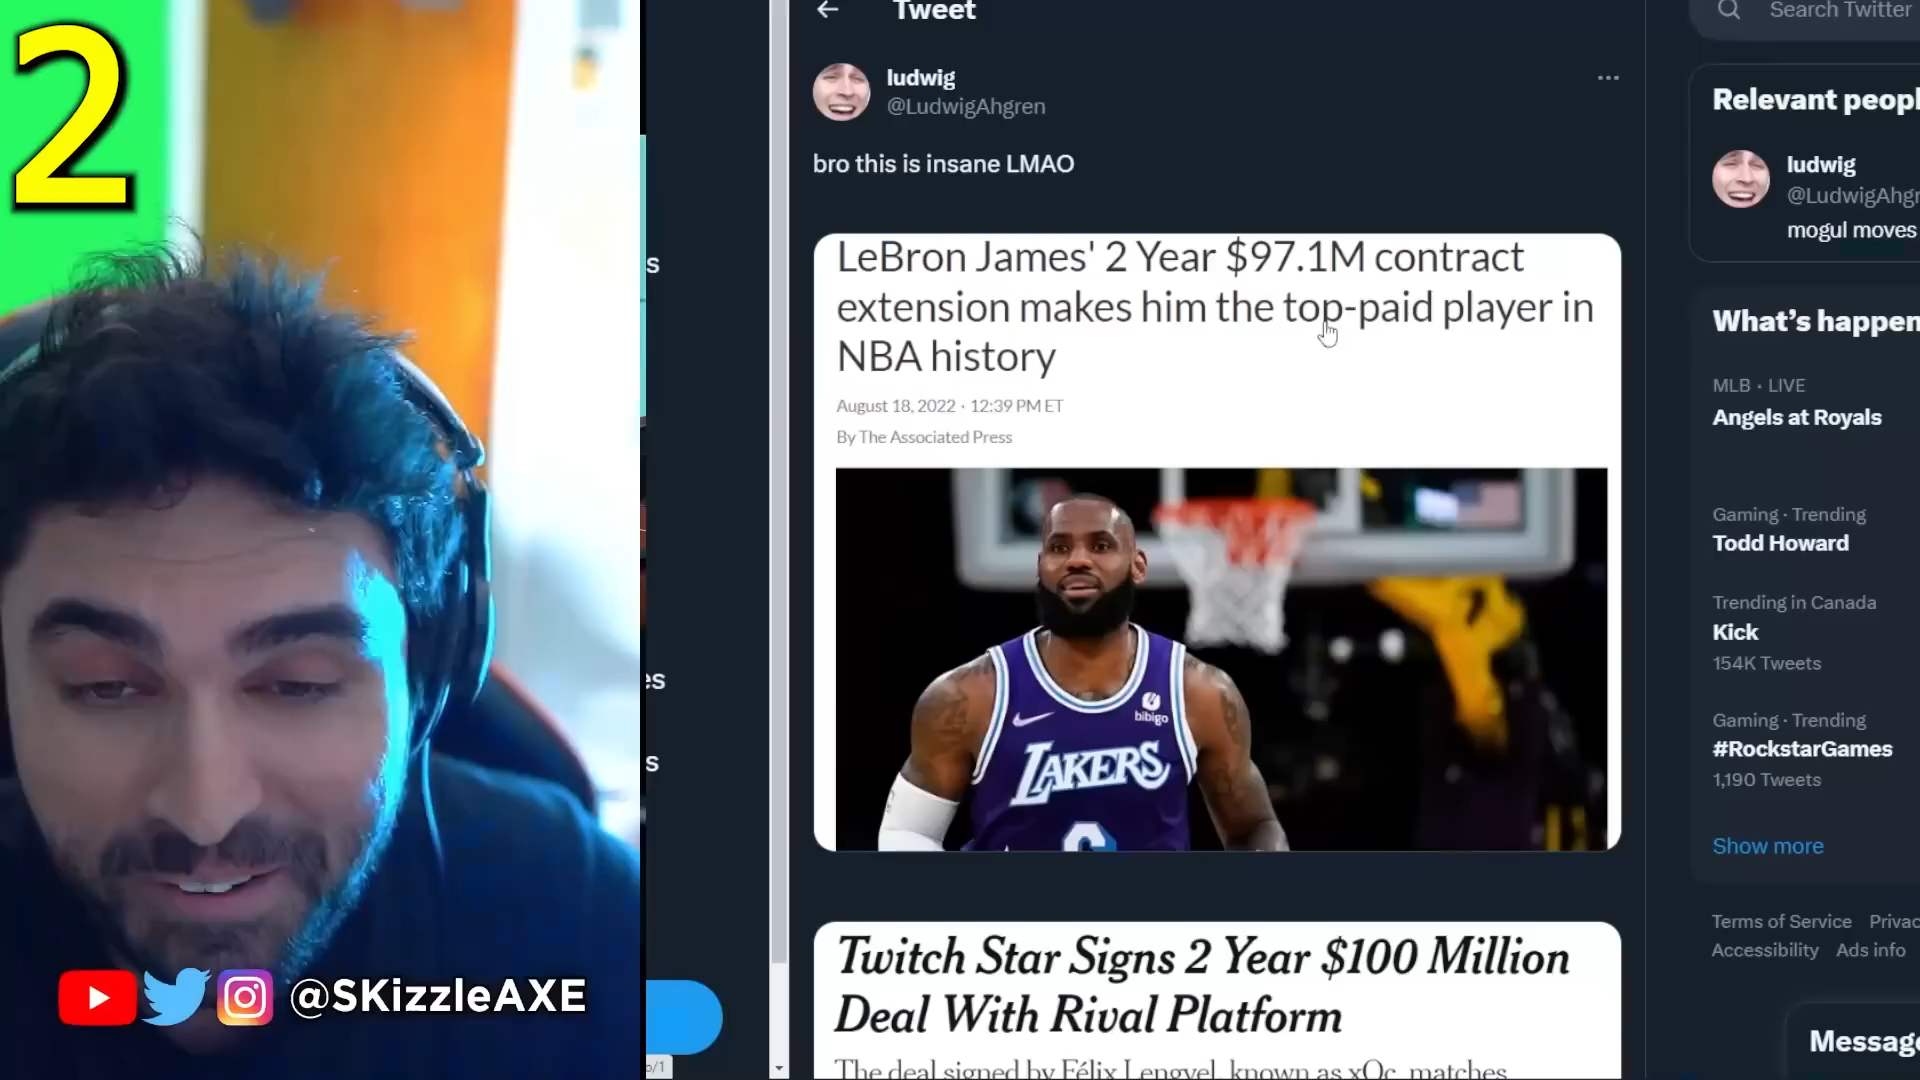 2
Tweet
Search Twitter
ludwig
@LudwigAhgren
bro this is insane LMAO
LeBron James' 2 Year $97.1M contract
extension makes him the top-paid player in
NBA history
August 18, 2022 · 12:39 PM ET
By The Associated Press
bibigo
LAKERS
Twitch Star Signs 2 Year $100 Million
Deal With Rival Platform
The deal signed by Félix Lengyel, known as xQc, matches
Relevant peopl
ludwig
@LudwigAhgr
mogul moves
What's happen
MLB · LIVE
Angels at Royals
Gaming · Trending
Todd Howard
Trending in Canada
Kick
154K Tweets
Gaming · Trending
#RockstarGames
1,190 Tweets
Show more
Terms of Service Privac
Accessibility Ads info
Message
s
es
s
o/1
@SKizzleAXE